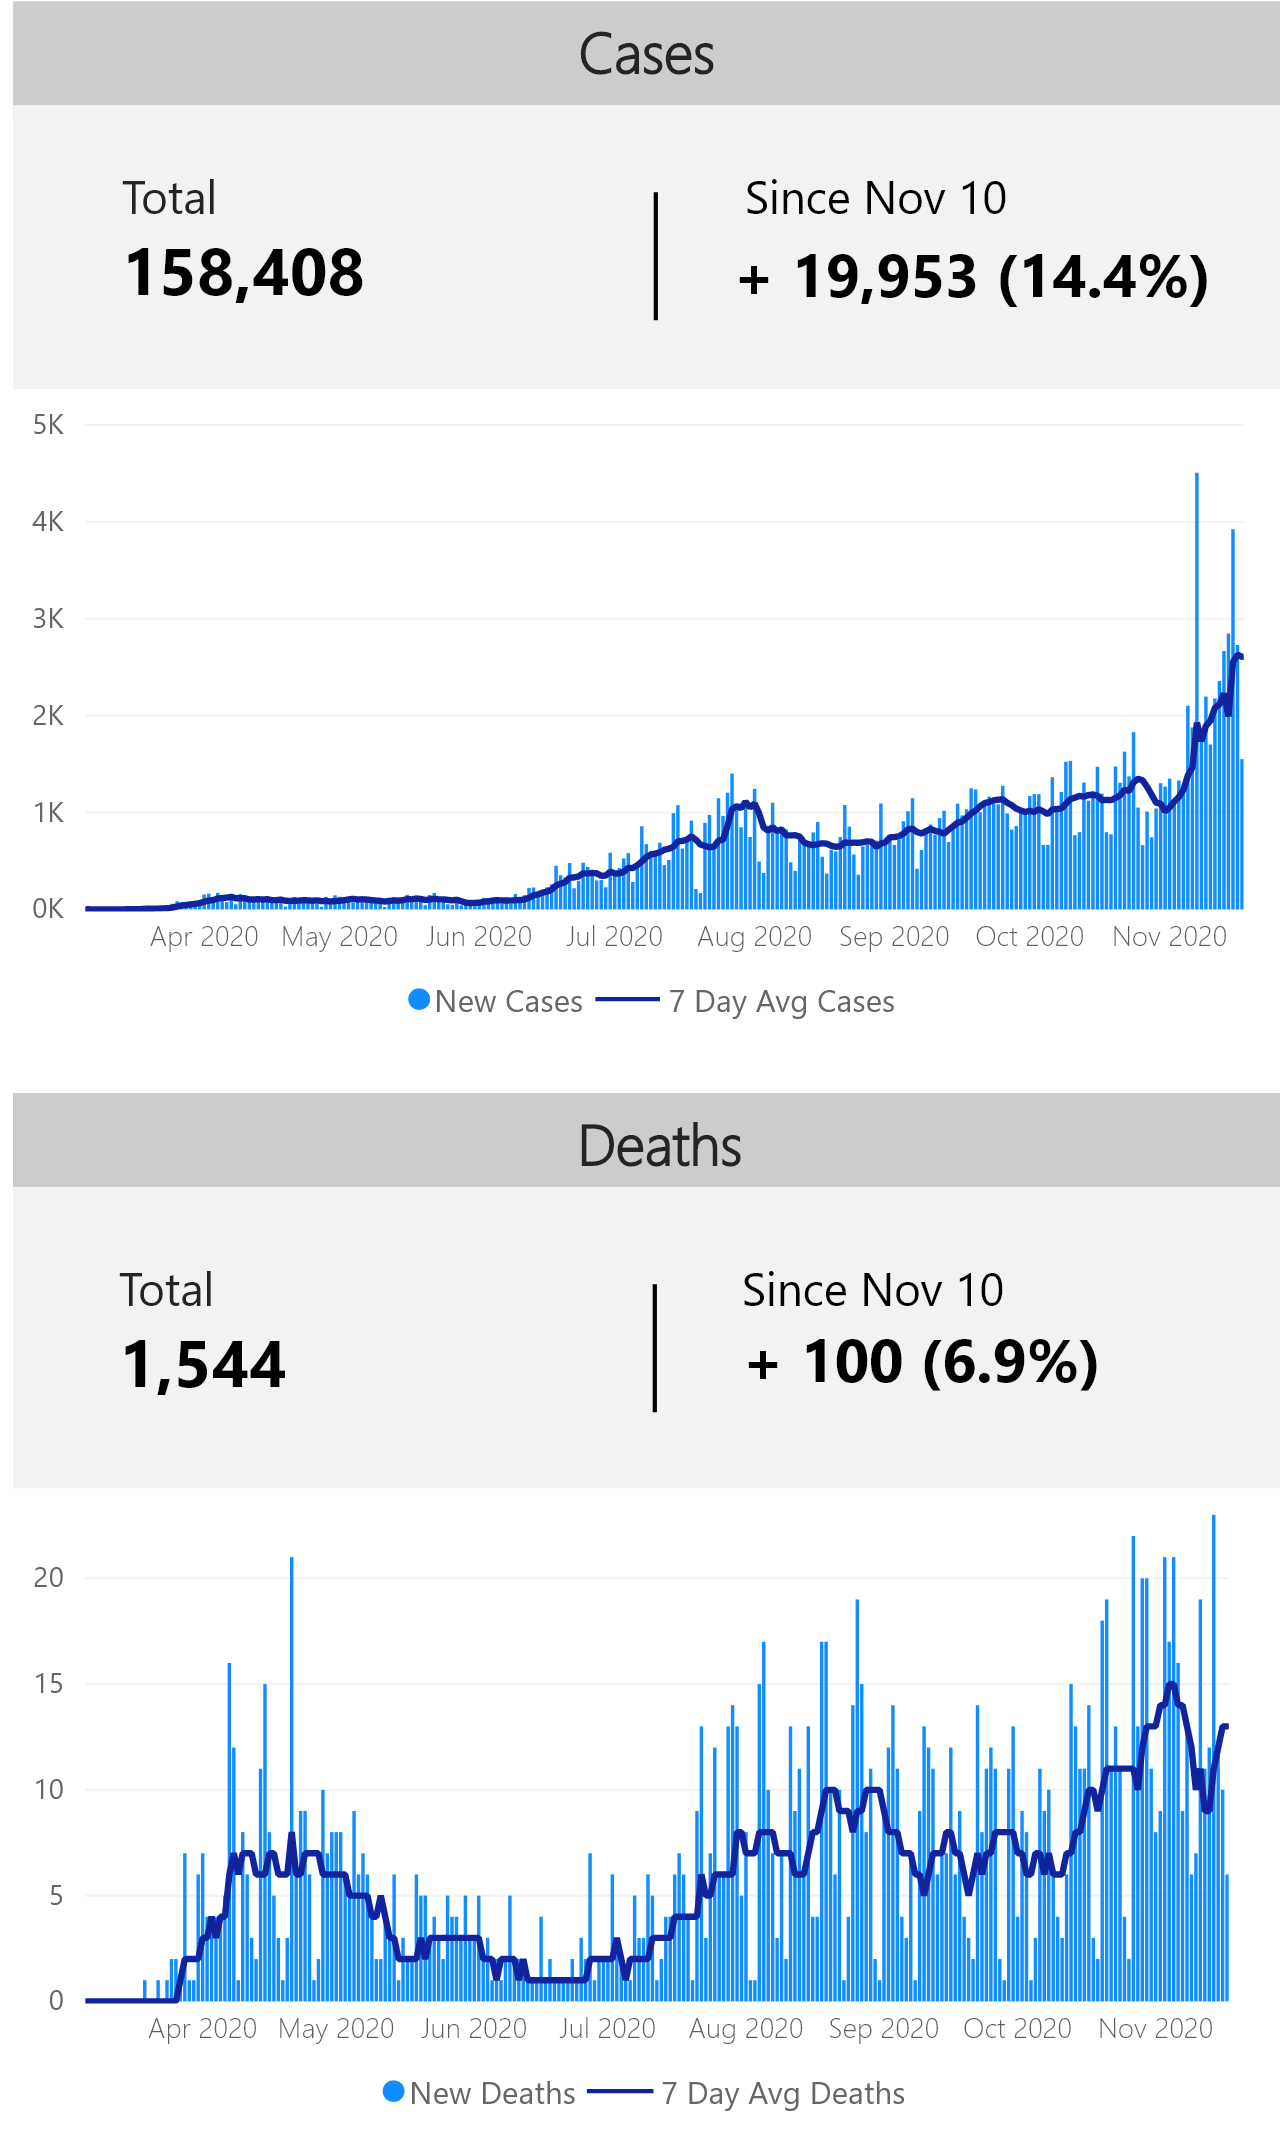 Cases
Total
Since Nov 10
158,408
+ 19,953 (14.4%)
5K
4K
3K
2K
1K
0K
Apr 2020 May 2020 Jun 2020 Jul 2020 Aug 2020 Sep 2020 Oct 2020 Nov 2020
New Cases 7 Day Avg Cases
Deaths
Total
Since Nov 10
1,544
+ 100 (6.9%)
20
15
10
5
0
Apr 2020 May 2020 Jun 2020 Jul 2020 Aug 2020 Sep 2020 Oct 2020 Nov 2020
New Deaths 7 Day Avg Deaths